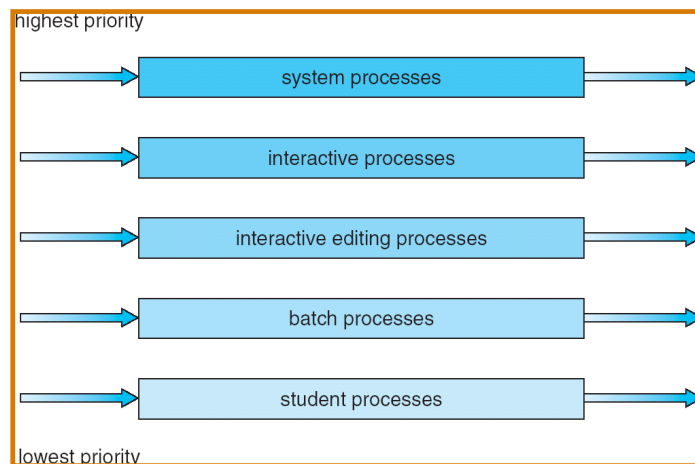 highest priority
system processes
interactive processes
interactive editing processes
batch processes
student processes
lowest priority